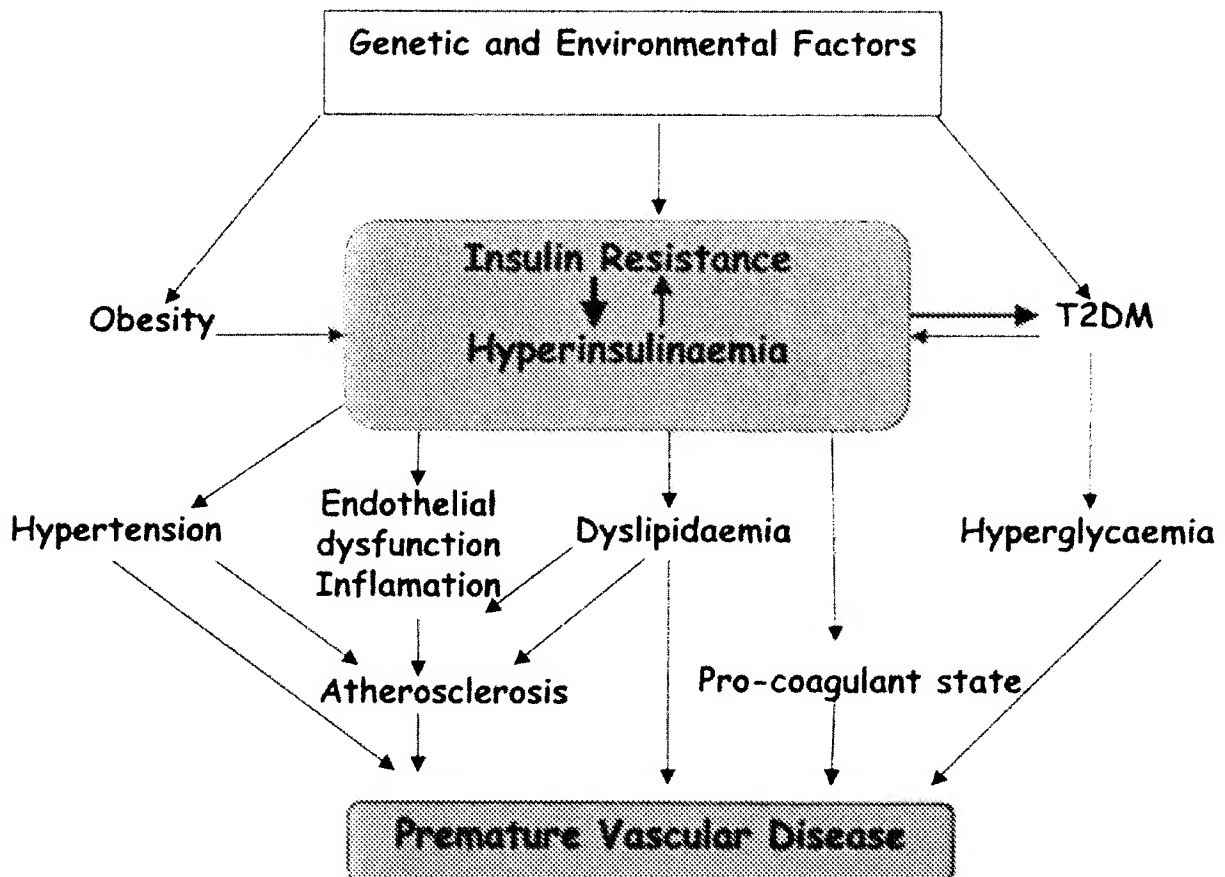 Genetic and Environmental Factors
Insulin Resistance
Obesity
T2DM
Hyperinsulinaemia
Hypertension
Endothelial
dysfunction
Inflamation
Dyslipidaemia
Hyperglycaemia
Atherosclerosis
Pro-coagulant state
Premature Vascular Disease